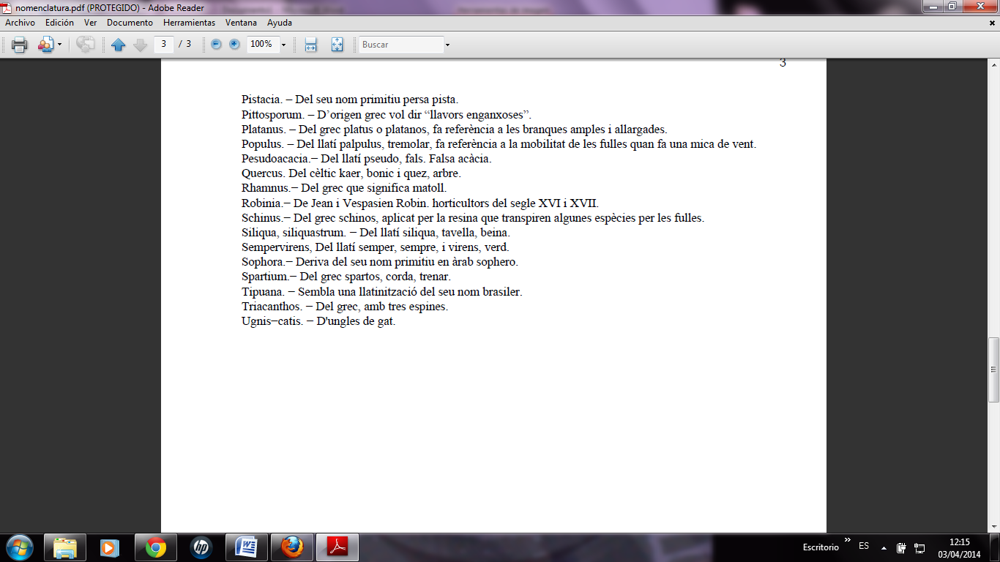 nomenclatura.pdf (PROTEGIDO) - Adobe Reader
Archivo Edición Ver Documento Herramientas Ventana Ayuda
3 / 3 100% Buscar
3
Pistacia. − Del seu nom primitiu persa pista.
Pittosporum. − D’origen grec vol dir “llavors enganxoses”.
Platanus. − Del grec platus o platanos, fa referència a les branques amples i allargades.
Populus. − Del llatí palpulus, tremolar, fa referència a la mobilitat de les fulles quan fa una mica de vent.
Pesudoacacia.− Del llatí pseudo, fals. Falsa acàcia.
Quercus. Del cèltic kaer, bonic i quez, arbre.
Rhamnus.− Del grec que significa matoll.
Robinia.− De Jean i Vespasien Robin. horticultors del segle XVI i XVII.
Schinus.− Del grec schinos, aplicat per la resina que transpiren algunes espècies per les fulles.
Siliqua, siliquastrum. − Del llatí siliqua, tavella, beina.
Sempervirens, Del llatí semper, sempre, i virens, verd.
Sophora.− Deriva del seu nom primitiu en àrab sophero.
Spartium.− Del grec spartos, corda, trenar.
Tipuana. − Sembla una llatinització del seu nom brasiler.
Triacanthos. − Del grec, amb tres espines.
Ugnis−catis. − D'ungles de gat.
hp
Escritorio » ES 12:15
03/04/2014